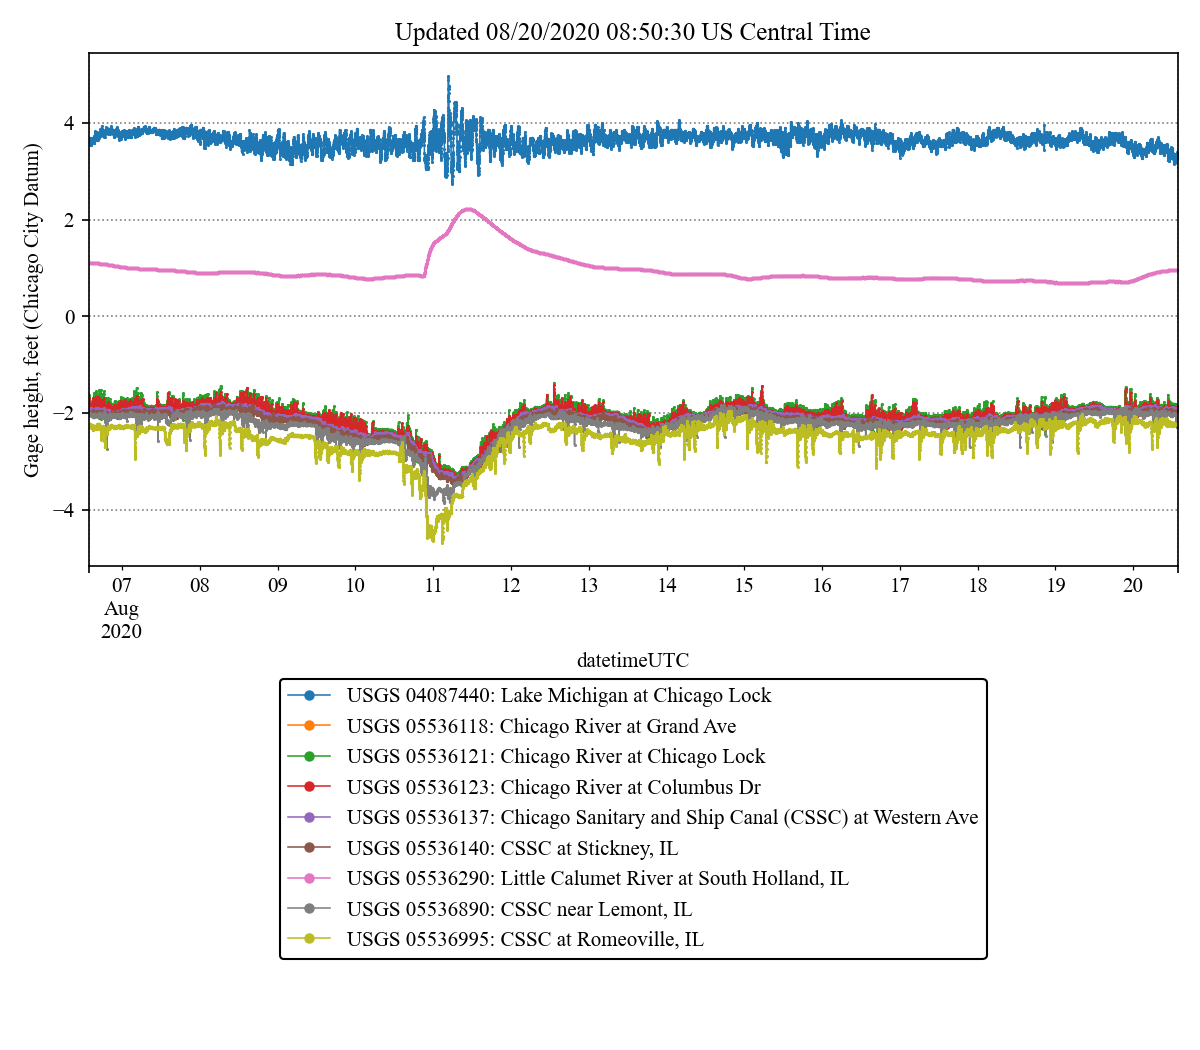 Updated 08/20/2020 08:50:30 US Central Time
Gage height, feet (Chicago City Datum)
4
2
0
−2
−4
07 08 09 10 11 12 13 14 15 16 17 18 19 20
Aug
2020
datetimeUTC
USGS 04087440: Lake Michigan at Chicago Lock
USGS 05536118: Chicago River at Grand Ave
USGS 05536121: Chicago River at Chicago Lock
USGS 05536123: Chicago River at Columbus Dr
USGS 05536137: Chicago Sanitary and Ship Canal (CSSC) at Western Ave
USGS 05536140: CSSC at Stickney, IL
USGS 05536290: Little Calumet River at South Holland, IL
USGS 05536890: CSSC near Lemont, IL
USGS 05536995: CSSC at Romeoville, IL